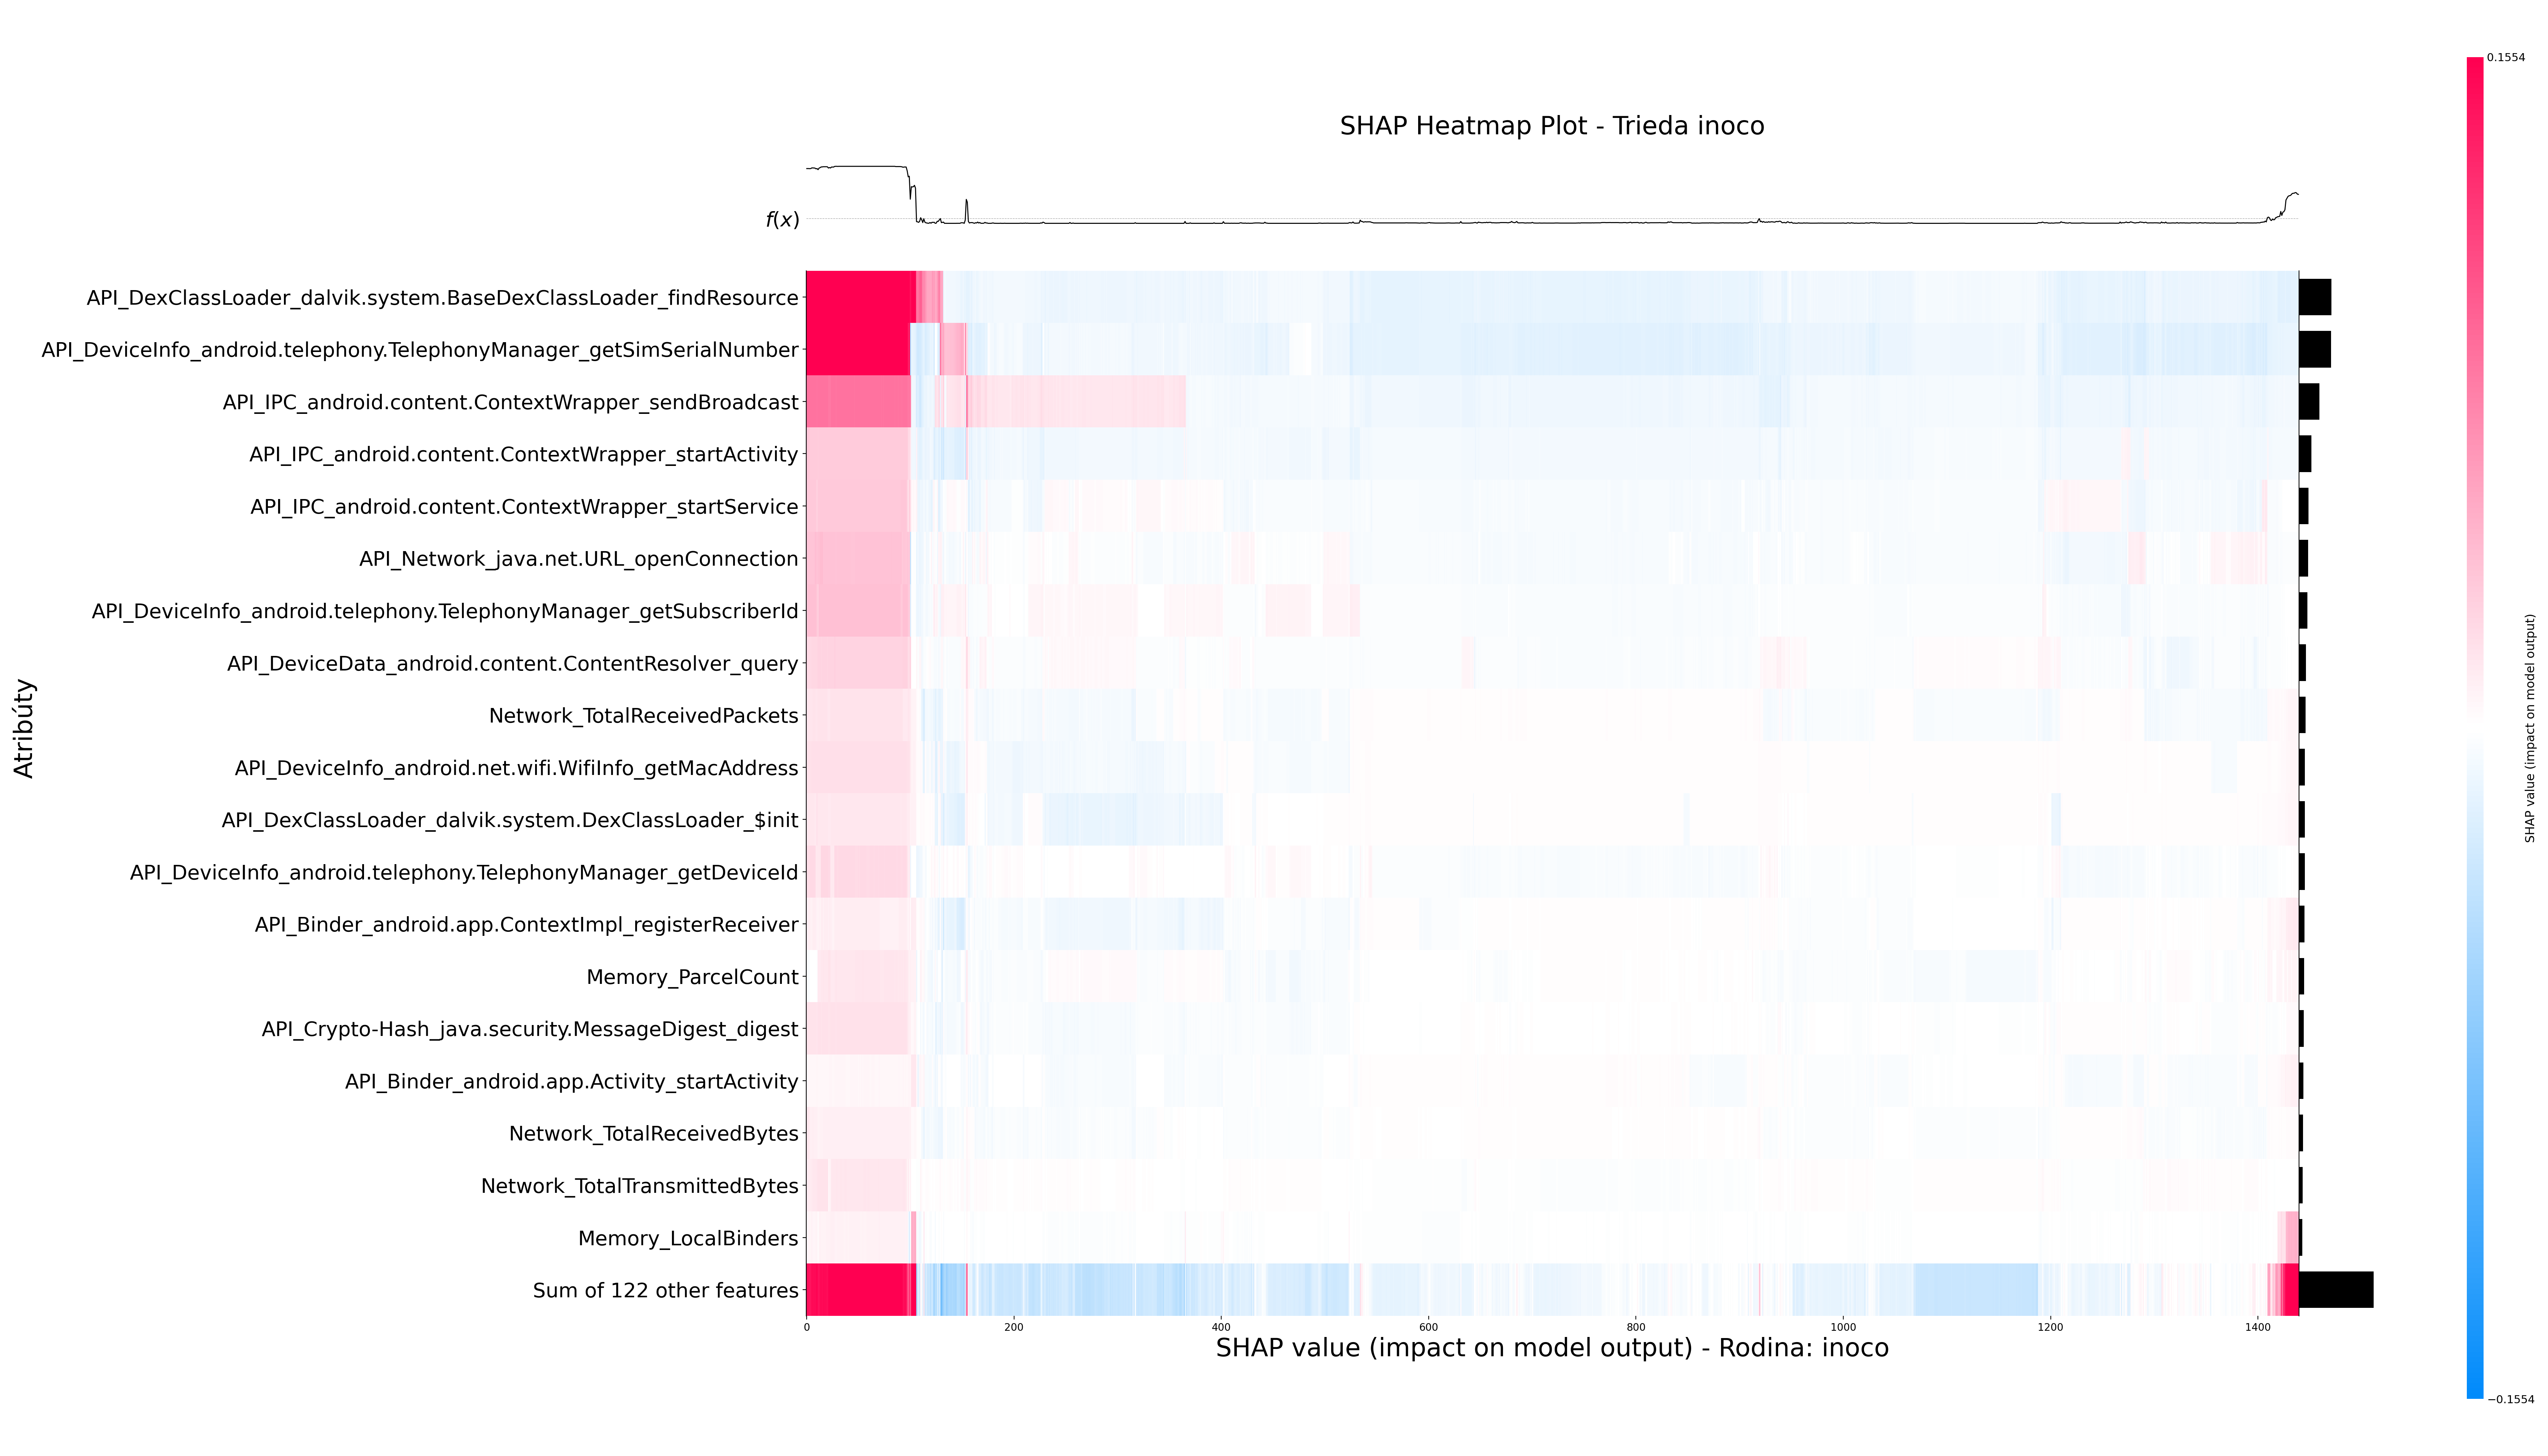 SHAP Heatmap Plot - Trieda inoco
f(x)
API_DexClassLoader_dalvik.system.BaseDexClassLoader_findResource
API_DeviceInfo_android.telephony.TelephonyManager_getSimSerialNumber
API_IPC_android.content.ContextWrapper_sendBroadcast
API_IPC_android.content.ContextWrapper_startActivity
API_IPC_android.content.ContextWrapper_startService
API_Network_java.net.URL_openConnection
API_DeviceInfo_android.telephony.TelephonyManager_getSubscriberId
API_DeviceData_android.content.ContentResolver_query
Network_TotalReceivedPackets
API_DeviceInfo_android.net.wifi.WifiInfo_getMacAddress
API_DexClassLoader_dalvik.system.DexClassLoader_$init
API_DeviceInfo_android.telephony.TelephonyManager_getDeviceId
API_Binder_android.app.ContextImpl_registerReceiver
Memory_ParcelCount
API_Crypto-Hash_java.security.MessageDigest_digest
API_Binder_android.app.Activity_startActivity
Network_TotalReceivedBytes
Network_TotalTransmittedBytes
Memory_LocalBinders
Sum of 122 other features
Atribúty
0 200 400 600 800 1000 1200 1400
SHAP value (impact on model output) - Rodina: inoco
0.1554
−0.1554
SHAP value (impact on model output)